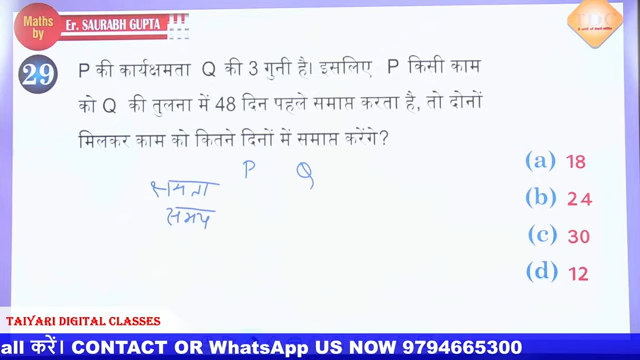 Maths by Er. SAURABH GUPTA
TDC
29 P की कार्यक्षमता Q की 3 गुनी है। इसलिए P किसी काम
को Q की तुलना में 48 दिन पहले समाप्त करता है, तो दोनों
मिलकर काम को कितने दिनों में समाप्त करेंगे?
P Q
क्षमता
समय
(a) 18
(b) 24
(c) 30
(d) 12
TAIYARI DIGITAL CLASSES
all करें। CONTACT OR WhatsApp US NOW 9794665300